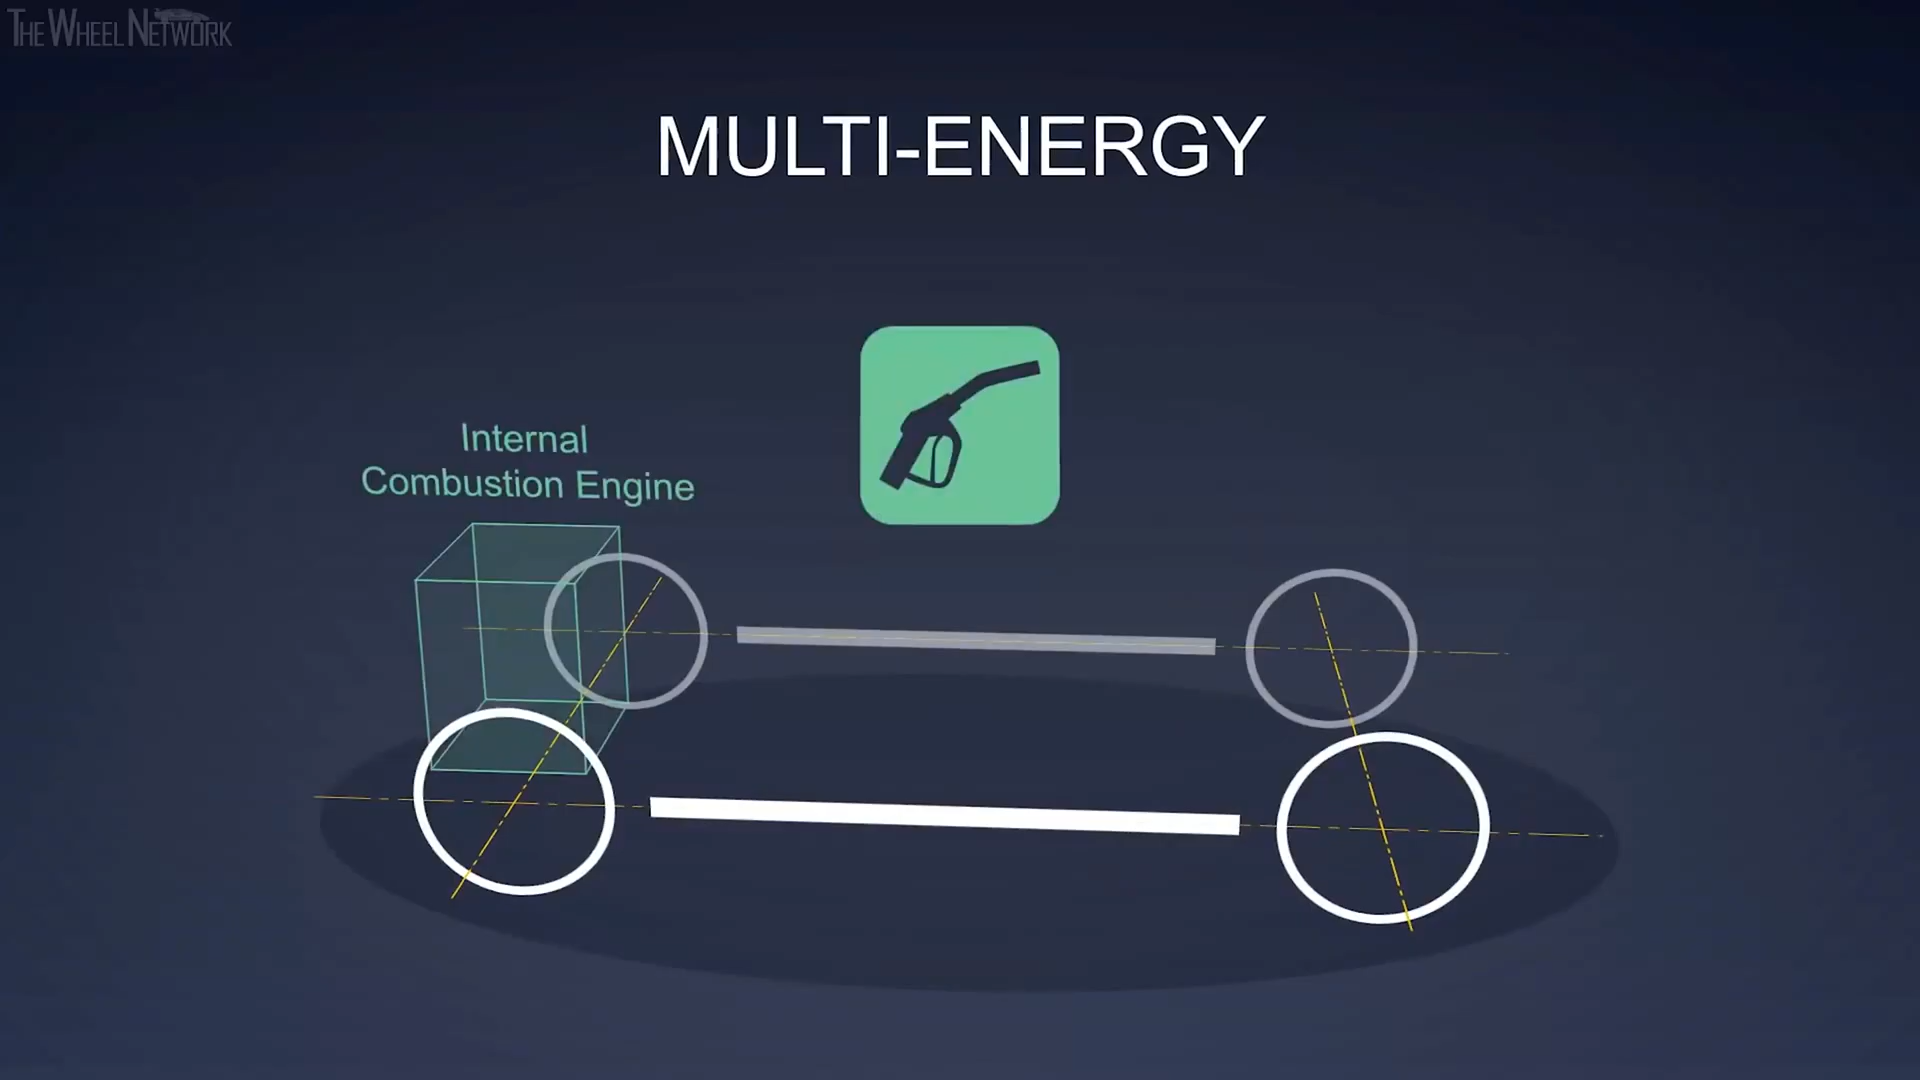 THE WHEEL NETWORK
MULTI-ENERGY
Internal
Combustion Engine